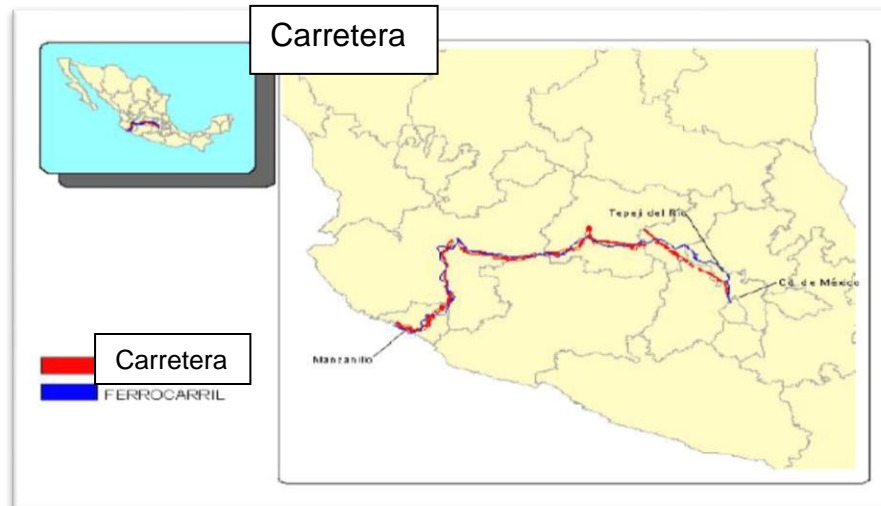 Carretera
Tepeji del Río
Cd. de México
Manzanillo
Carretera
FERROCARRIL